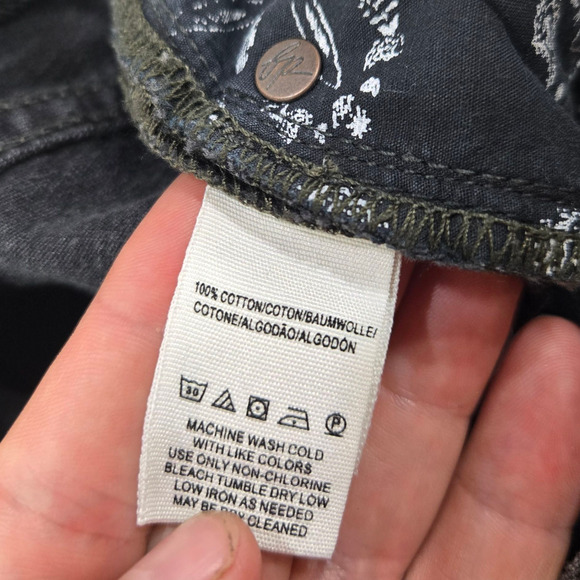 100% COTTON/COTON/BAUMWOLLE/
COTONE/ALGODÃO/ALGODÓN
30
P
MACHINE WASH COLD
WITH LIKE COLORS
USE ONLY NON-CHLORINE
BLEACH TUMBLE DRY LOW
LOW IRON AS NEEDED
MAY BE DRY CLEANED